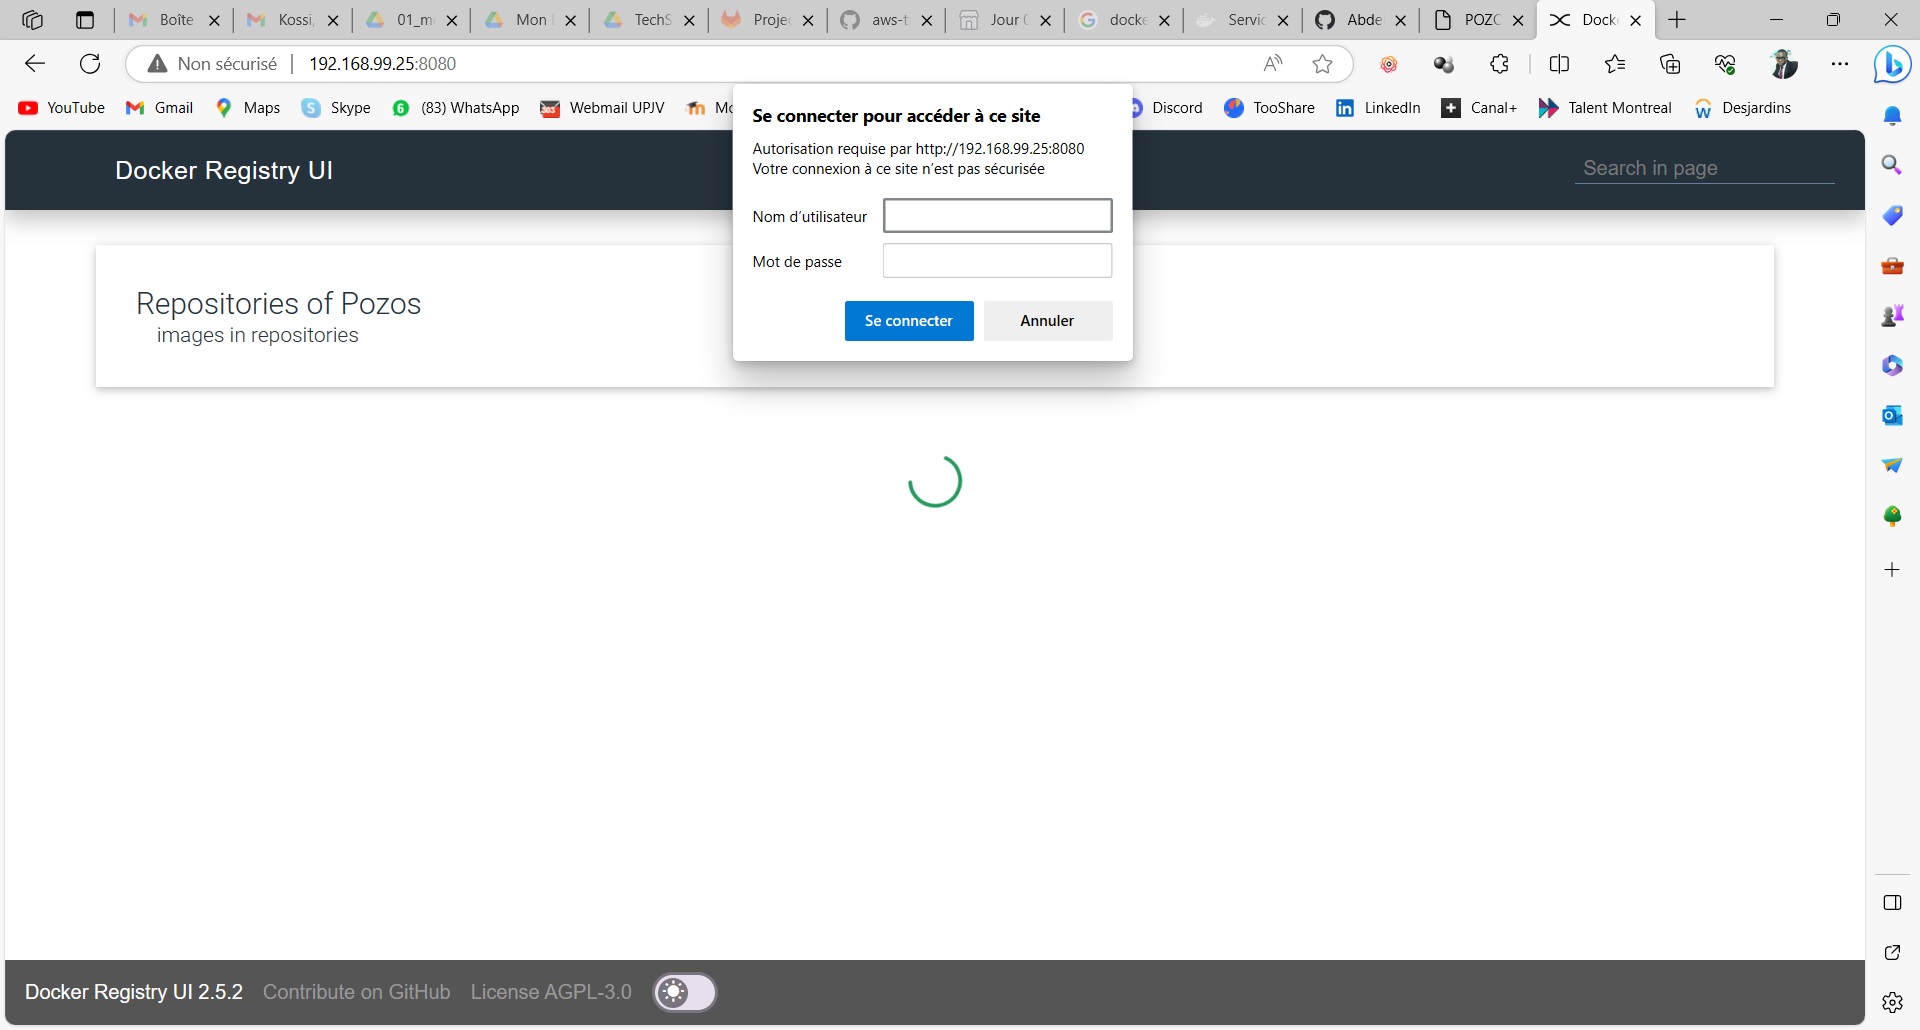 Boîte
Kossi,
01_m
Mon
TechS
Projec
aws-t
Jour
docke
Servic
Abde
POZC
Dock
Non sécurisé
192.168.99.25:8080
YouTube
Gmail
Maps
Skype
6
(83) WhatsApp
Webmail UPJV
Discord
TooShare
LinkedIn
Canal+
Talent Montreal
Desjardins
Docker Registry UI
Search in page
Se connecter pour accéder à ce site
Autorisation requise par http://192.168.99.25:8080
Votre connexion à ce site n'est pas sécurisée
Nom d'utilisateur
Mot de passe
Se connecter
Annuler
Repositories of Pozos
images in repositories
Docker Registry UI 2.5.2
Contribute on GitHub
License AGPL-3.0